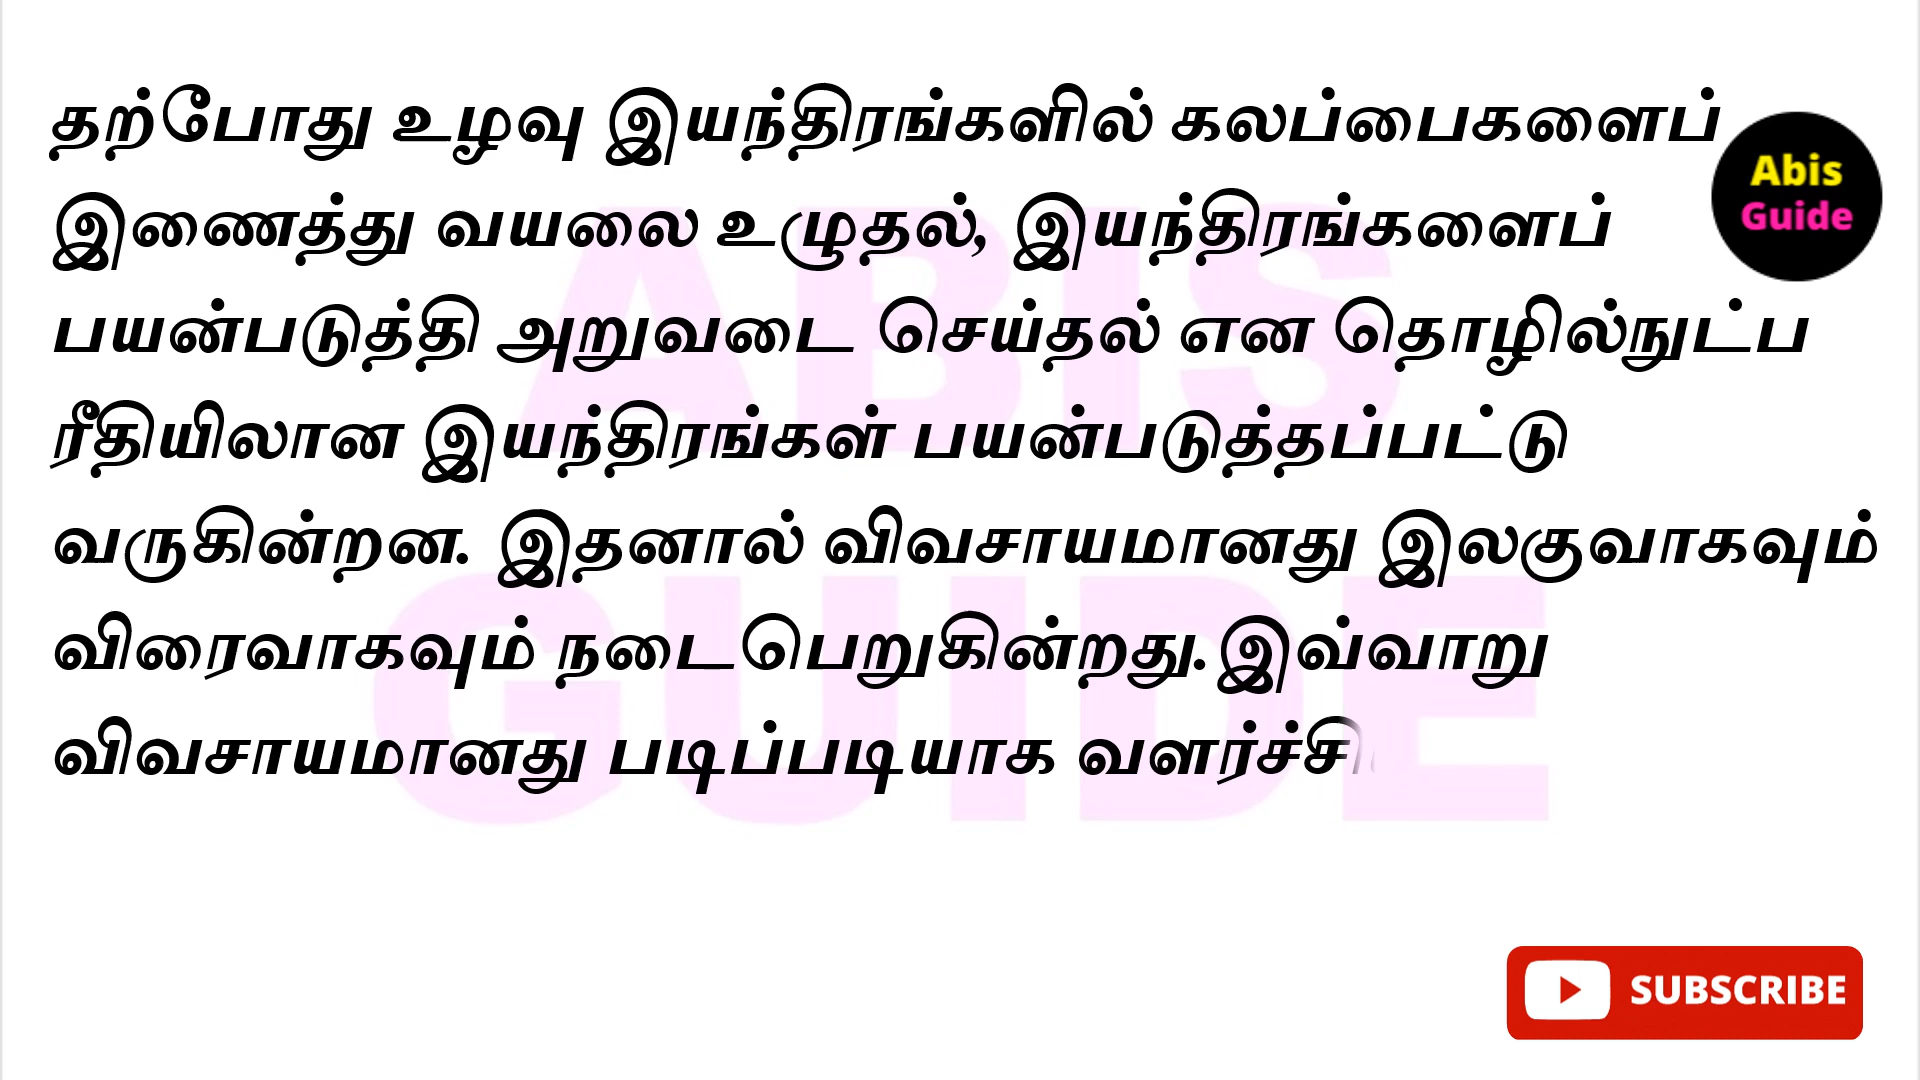 தற்போது உழவு இயந்திரங்களில் கலப்பைகளைப்
இணைத்து வயலை உழுதல், இயந்திரங்களைப்
பயன்படுத்தி அறுவடை செய்தல் என தொழில்நுட்ப
ரீதியிலான இயந்திரங்கள் பயன்படுத்தப்பட்டு
வருகின்றன. இதனால் விவசாயமானது இலகுவாகவும்
விரைவாகவும் நடைபெறுகின்றது.இவ்வாறு
விவசாயமானது படிப்படியாக வளர்ச்சி
Abis
Guide
ABIS
GUIDE
SUBSCRIBE